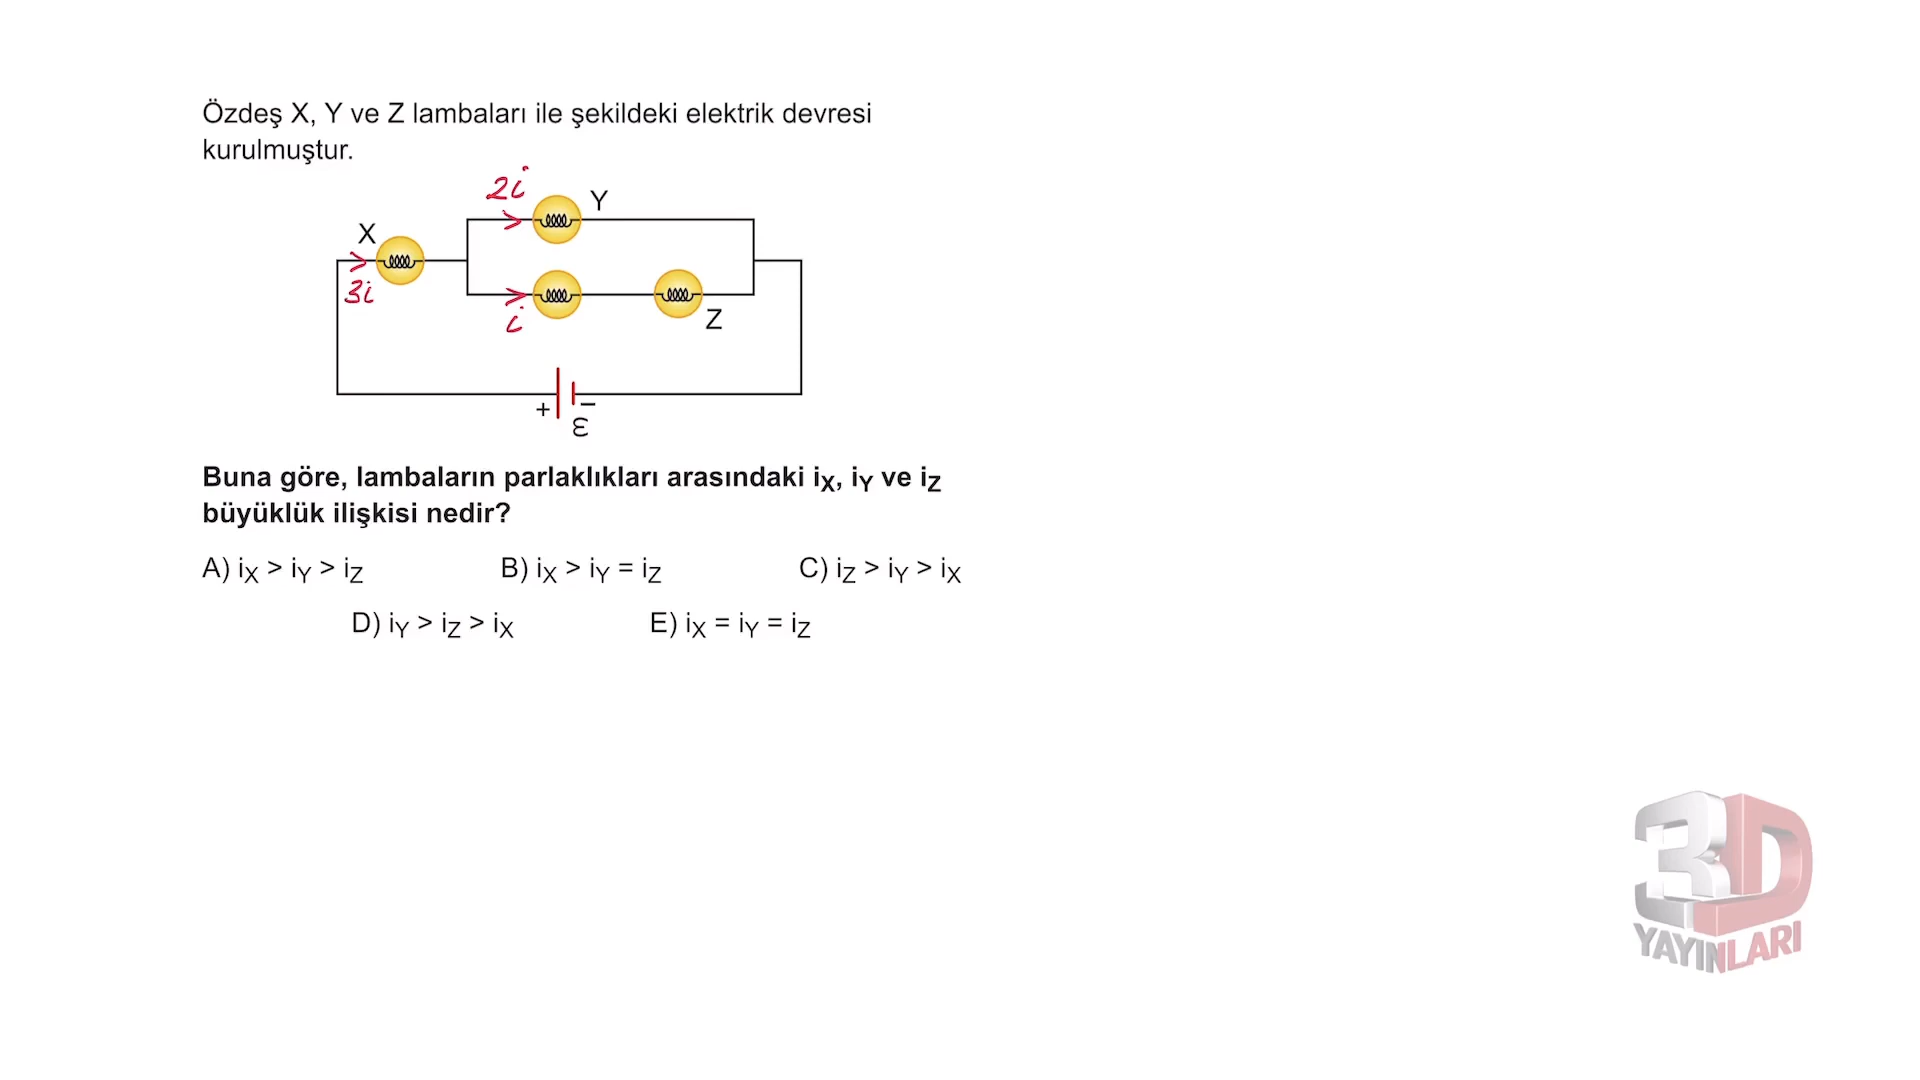 Özdeş X, Y ve Z lambaları ile şekildeki elektrik devresi
kurulmuştur.
2i
Y
X
3i
i
Z
+
−
ε
Buna göre, lambaların parlaklıkları arasındaki iX, iY ve iZ
büyüklük ilişkisi nedir?
A) iX > iY > iZ B) iX > iY = iZ C) iZ > iY > iX
D) iY > iZ > iX E) iX = iY = iZ
3D
YAYINLARI